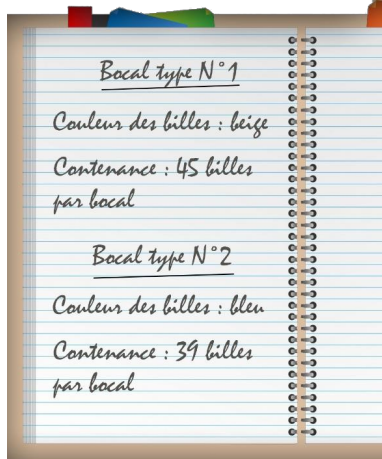 Bocal type N°1
Couleur des billes : beige
Contenance : 45 billes
par bocal
Bocal type N°2
Couleur des billes : bleu
Contenance : 39 billes
par bocal